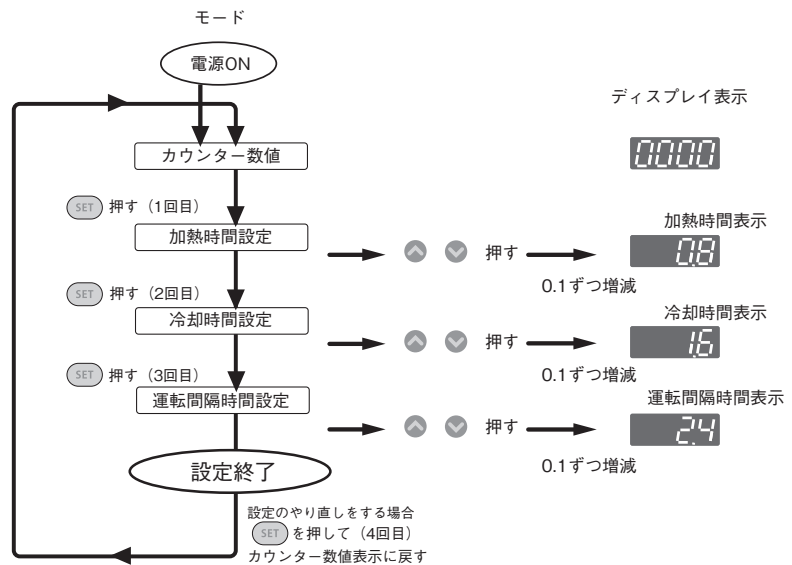 モード
電源ON
ディスプレイ表示
カウンター数値
0000
SET 押す（1回目）
加熱時間設定
押す
加熱時間表示
0.8
0.1ずつ増減
SET 押す（2回目）
冷却時間設定
押す
冷却時間表示
1.6
0.1ずつ増減
SET 押す（3回目）
運転間隔時間設定
押す
運転間隔時間表示
2.4
0.1ずつ増減
設定終了
設定のやり直しをする場合
SET を押して（4回目）
カウンター数値表示に戻す